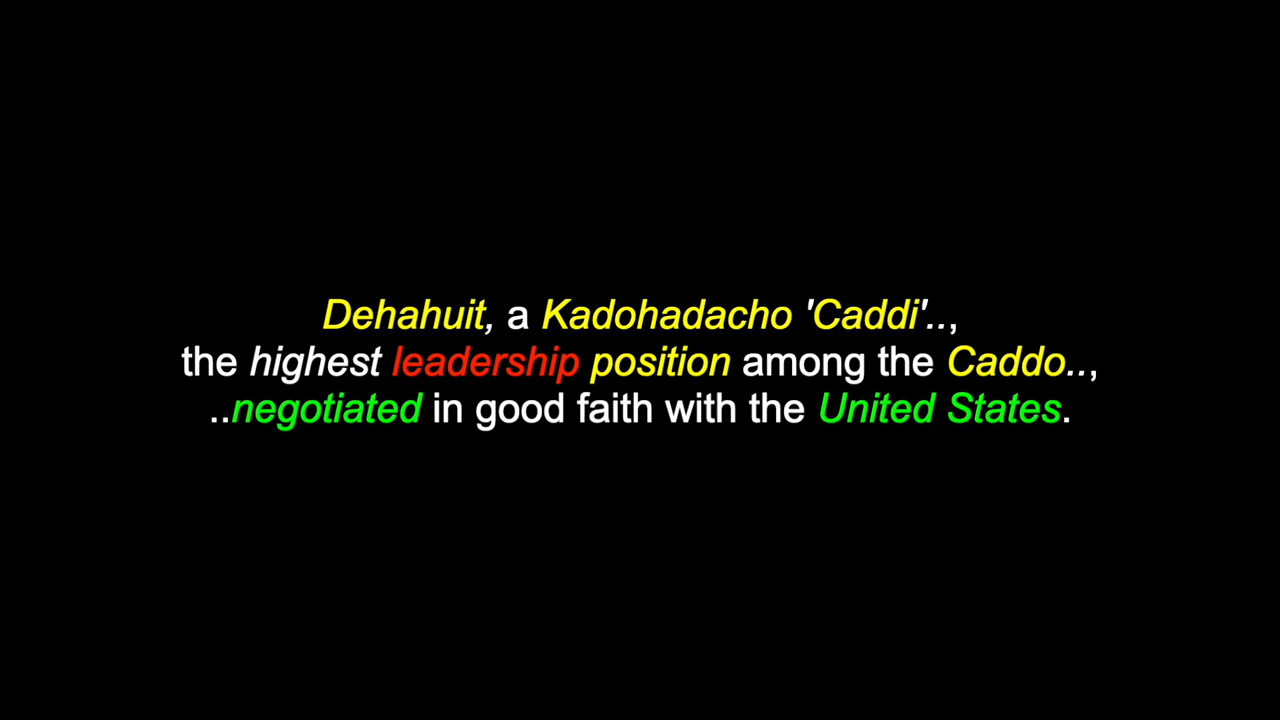 Dehahuit, a Kadohadacho 'Caddi'..,
the highest leadership position among the Caddo..,
..negotiated in good faith with the United States.